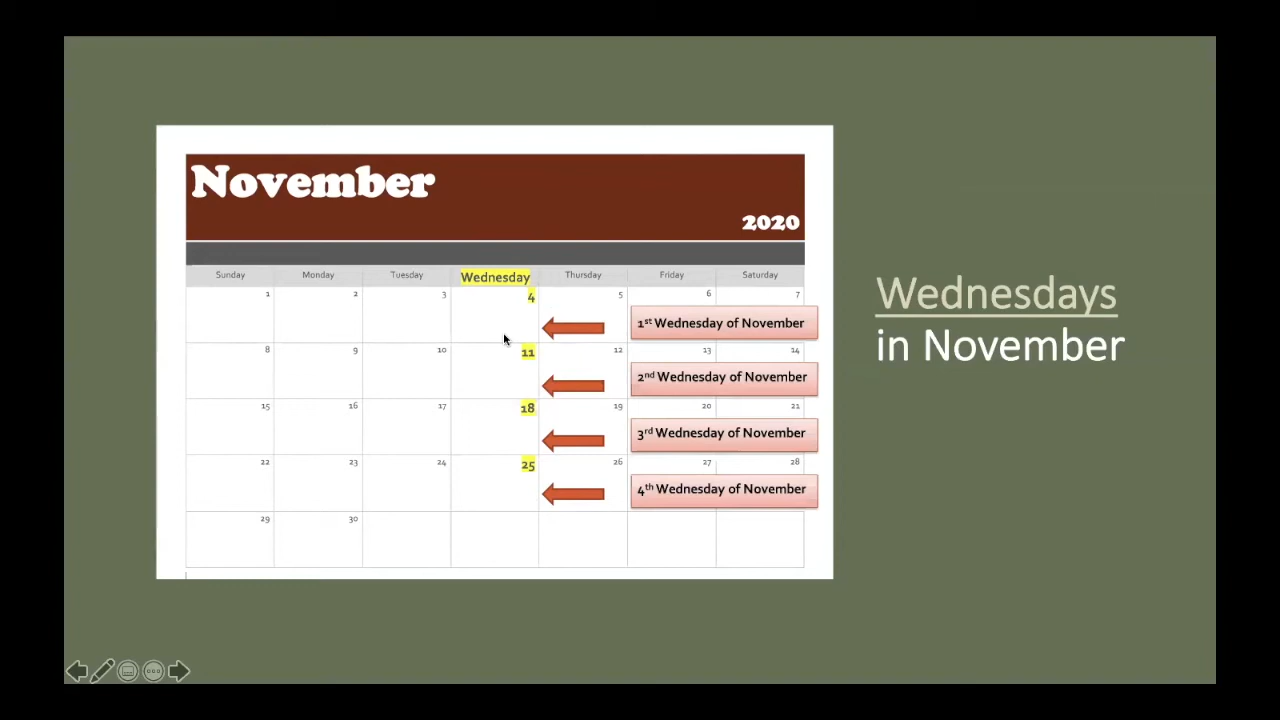 November
2020
Sunday Monday Tuesday Wednesday Thursday Friday Saturday
1 2 3 4 5 6 7
1st Wednesday of November
8 9 10 11 12 13 14
2nd Wednesday of November
15 16 17 18 19 20 21
3rd Wednesday of November
22 23 24 25 26 27 28
4th Wednesday of November
29 30
Wednesdays
in November